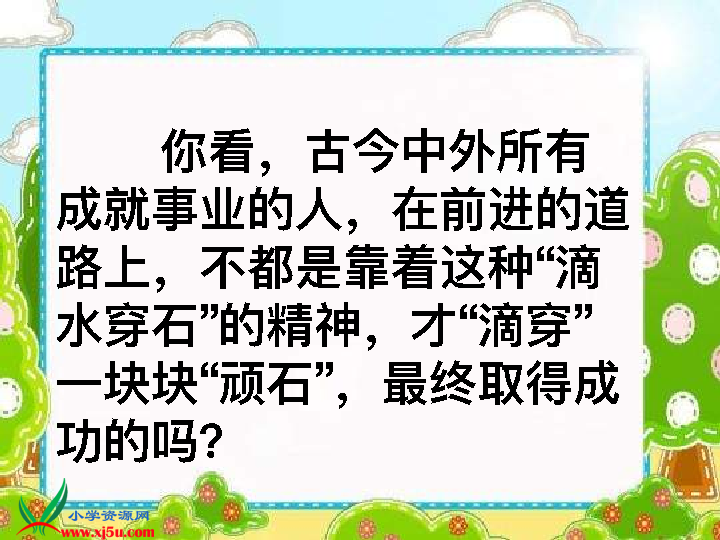 你看，古今中外所有
成就事业的人，在前进的道
路上，不都是靠着这种“滴
水穿石”的精神，才“滴穿”
一块块“顽石”，最终取得成
功的吗？
小学资源网
www.xj5u.com